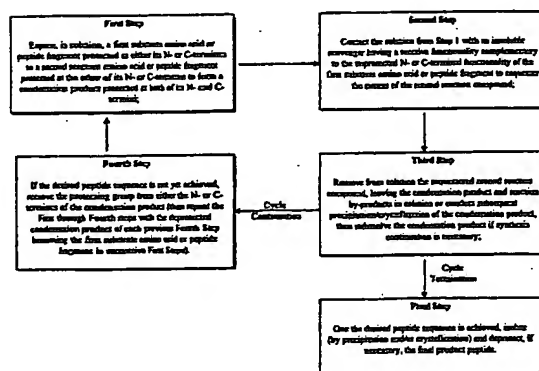 First Step
Expose, in solution, a first substrate amino acid or
peptide fragment protected at either its N- or C-terminus
to a second reactant amino acid or peptide fragment
protected at the other of its N- or C-terminus to form a
condensation product protected at both of its N- and C-
termini;
Second Step
Contact the solution from Step 1 with an insoluble
scavenger having a reactive functionality complementary
to the unprotected N- or C-terminal functionality of the
first substrate amino acid or peptide fragment to sequester
the excess of the second reactant compound;
Fourth Step
If the desired peptide sequence is not yet achieved,
remove the protecting group from either the N- or C-
terminus of the condensation product (then repeat the
First through Fourth steps with the deprotected
condensation product of each previous Fourth Step
becoming the first substrate amino acid or peptide
fragment in successive First Steps).
Cycle
Continuation
Third Step
Remove from solution the sequestered second reactant
compound, leaving the condensation product and reaction
by-products in solution or conduct subsequent
precipitation/crystallization of the condensation product,
then redissolve the condensation product if synthesis
continuation is necessary;
Cycle
Termination
Final Step
Once the desired peptide sequence is achieved, isolate
(by precipitation and/or crystallization) and deprotect, if
necessary, the final product peptide.